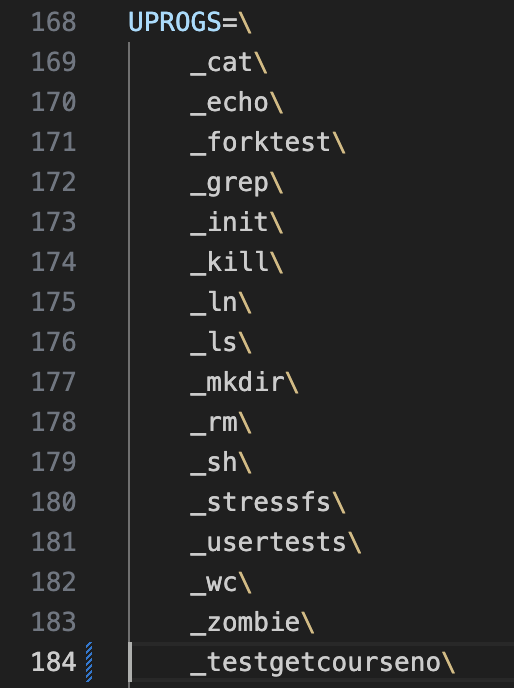 168 UPROGS=\
169 _cat\
170 _echo\
171 _forktest\
172 _grep\
173 _init\
174 _kill\
175 _ln\
176 _ls\
177 _mkdir\
178 _rm\
179 _sh\
180 _stressfs\
181 _usertests\
182 _wc\
183 _zombie\
184 _testgetcourseno\